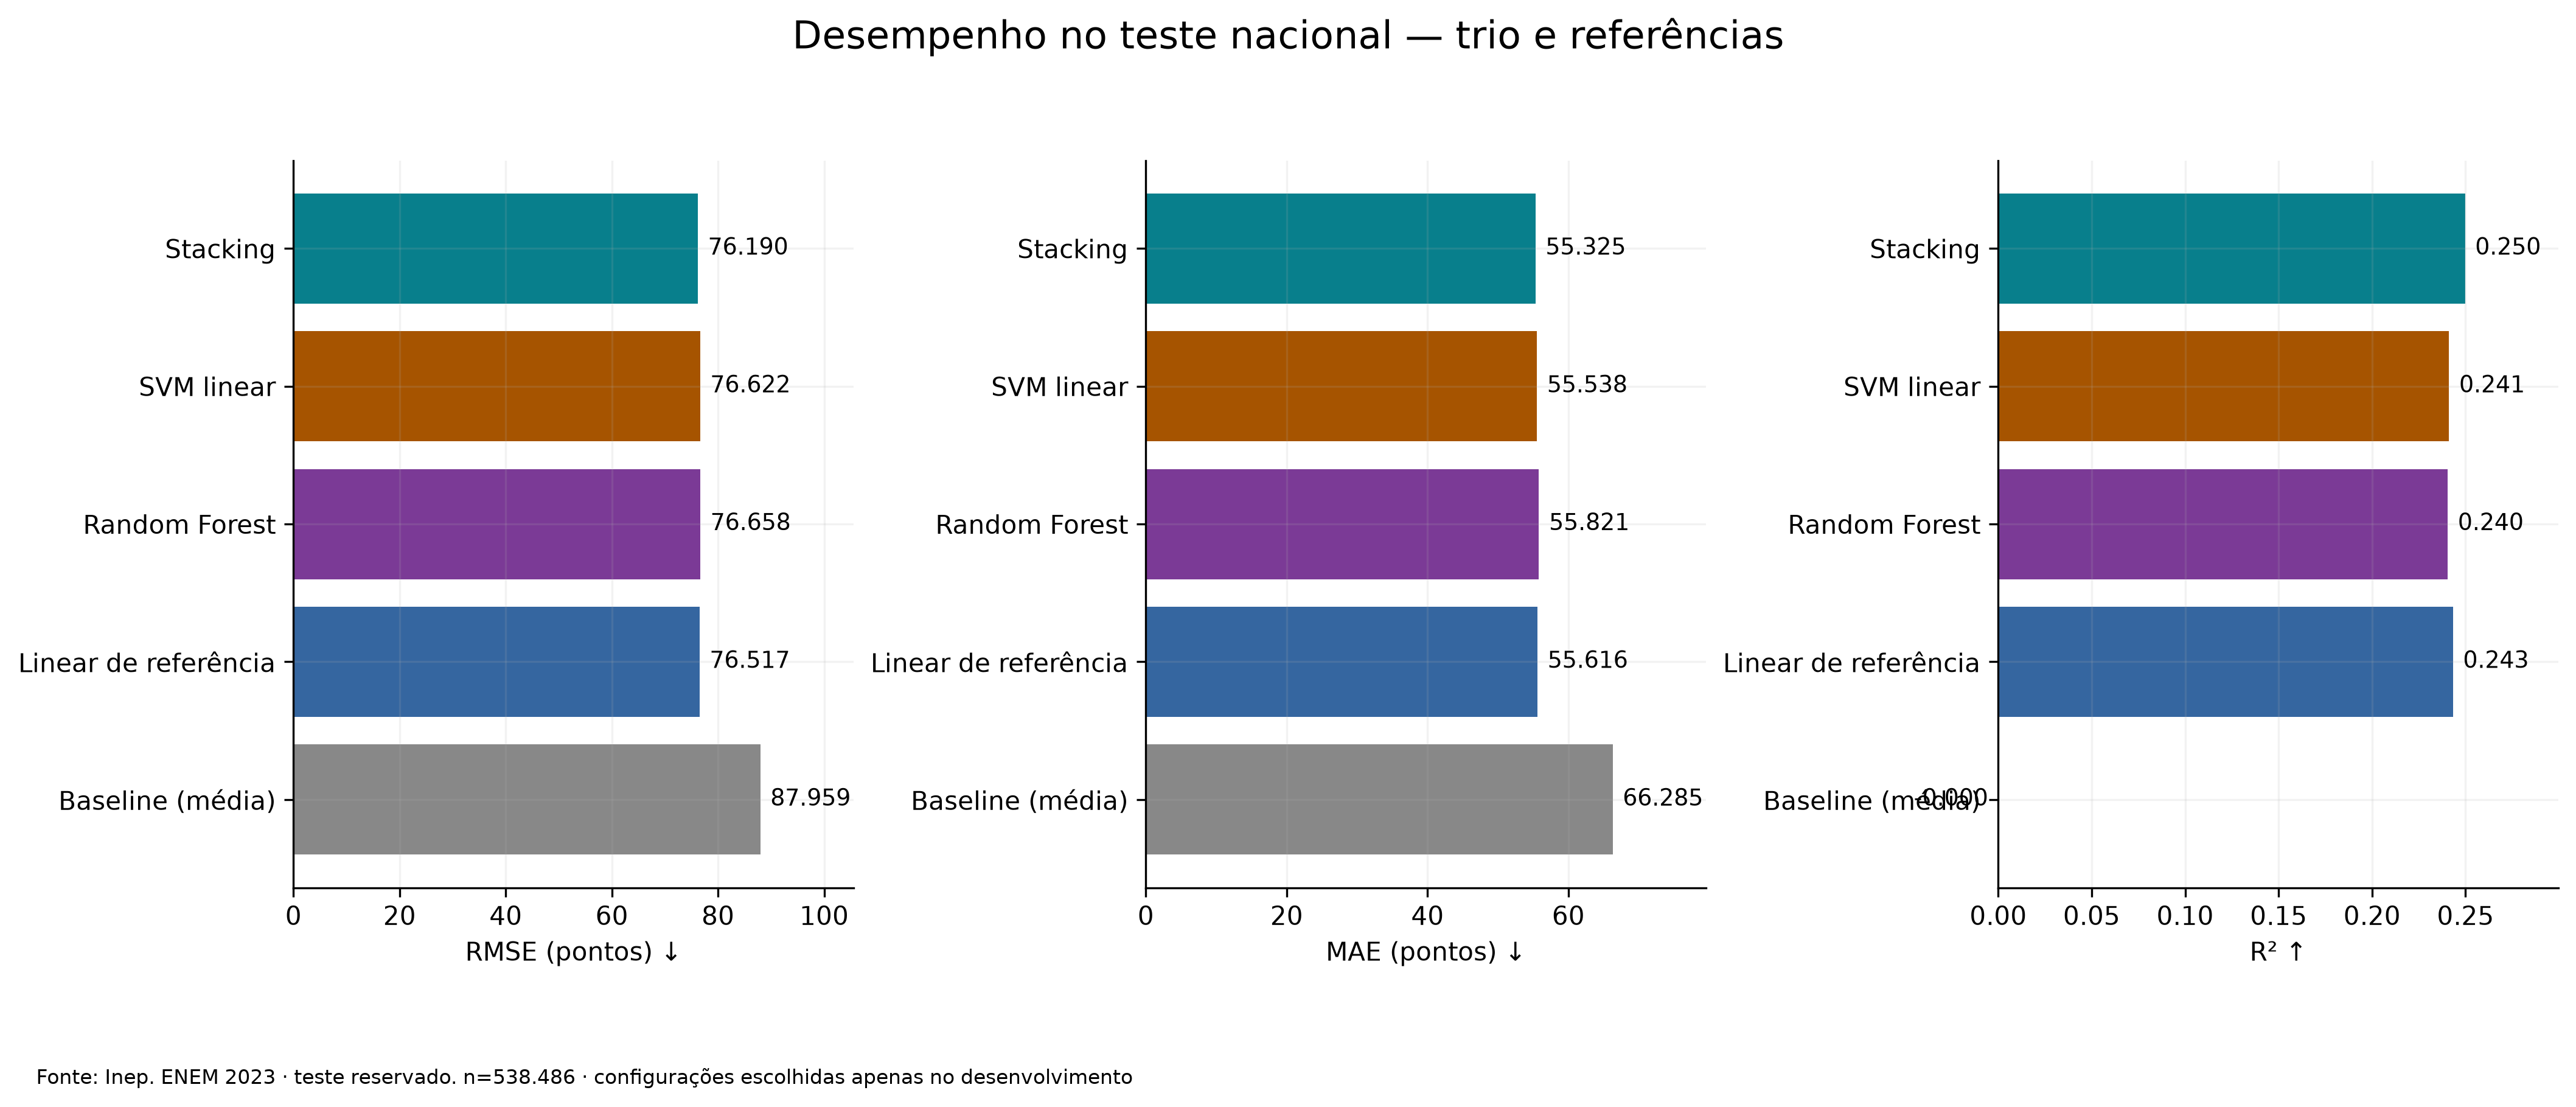 Desempenho no teste nacional — trio e referências
Stacking
SVM linear
Random Forest
Linear de referência
Baseline (média)
76.190
76.622
76.658
76.517
87.959
0 20 40 60 80 100
RMSE (pontos) ↓
Stacking
SVM linear
Random Forest
Linear de referência
Baseline (média)
55.325
55.538
55.821
55.616
66.285
0 20 40 60
MAE (pontos) ↓
Stacking
SVM linear
Random Forest
Linear de referência
Baseline (média)
0.250
0.241
0.240
0.243
-0.000
0.00 0.05 0.10 0.15 0.20 0.25
R² ↑
Fonte: Inep. ENEM 2023 · teste reservado. n=538.486 · configurações escolhidas apenas no desenvolvimento